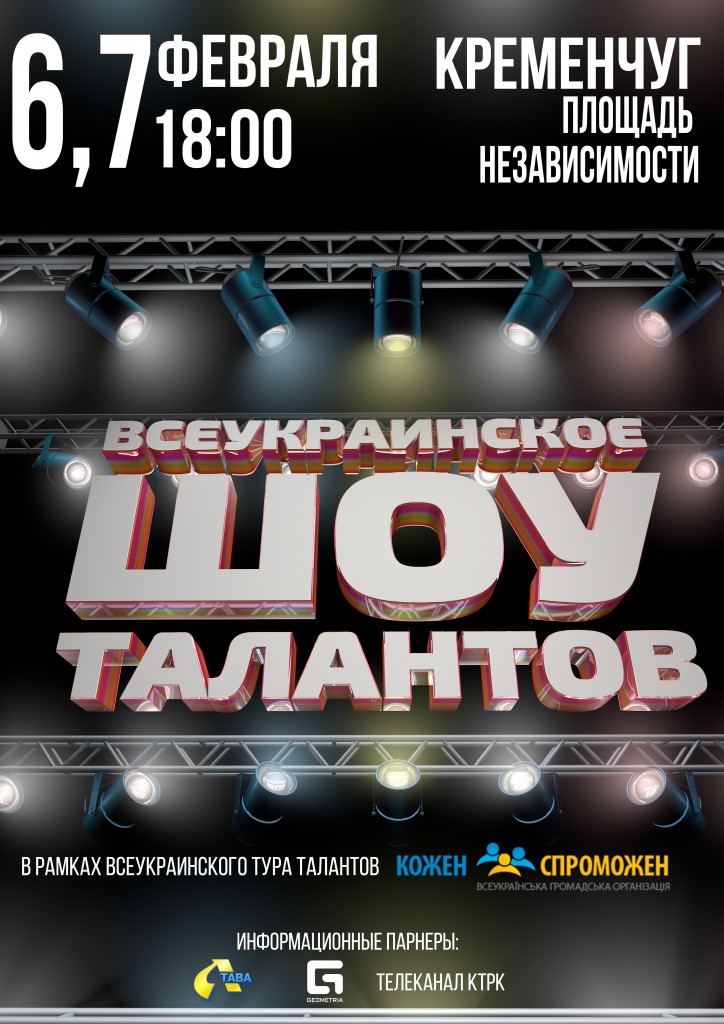 6,7 ФЕВРАЛЯ
18:00
КРЕМЕНЧУГ
ПЛОЩАДЬ
НЕЗАВИСИМОСТИ
ВСЕУКРАИНСКОЕ
ШОУ
ТАЛАНТОВ
В РАМКАХ ВСЕУКРАИНСКОГО ТУРА ТАЛАНТОВ КОЖЕН СПРОМОЖЕН
ВСЕУКРАЇНСЬКА ГРОМАДСЬКА ОРГАНІЗАЦІЯ
ИНФОРМАЦИОННЫЕ ПАРНЕРЫ:
ТАВА
GEOMETRIA
ТЕЛЕКАНАЛ КТРК